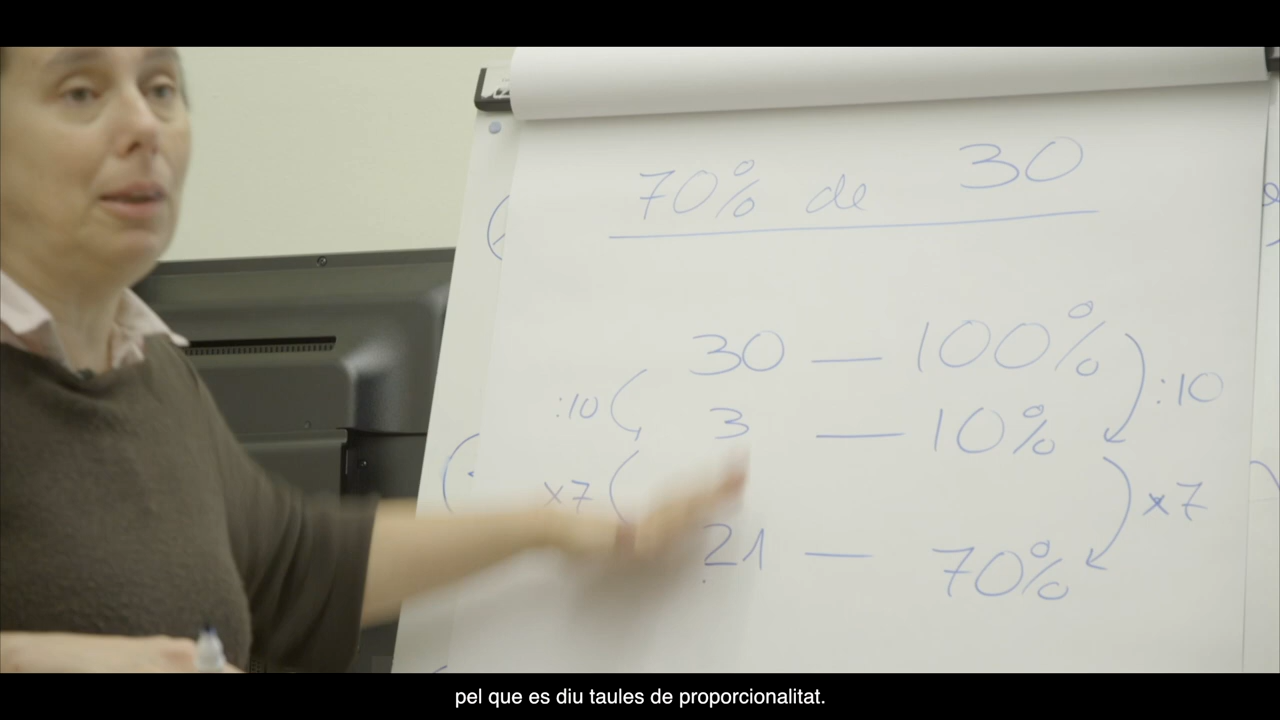 70% de 30
30 — 100%
:10 :10
3 — 10%
x7 x7
21 — 70%
pel que es diu taules de proporcionalitat.